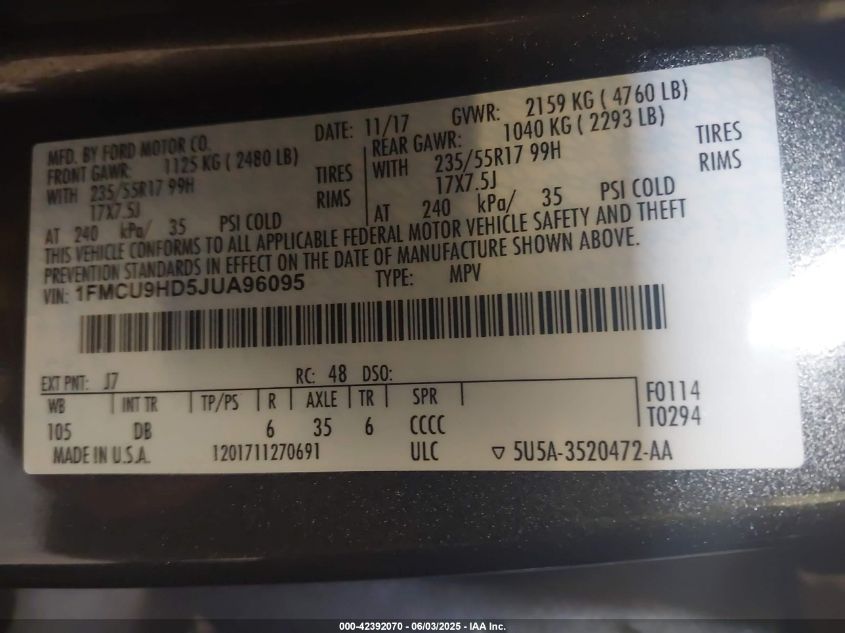 MFD. BY FORD MOTOR CO.
DATE: 11/17
GVWR: 2159 KG ( 4760 LB)
FRONT GAWR: 1125 KG ( 2480 LB)
WITH 235/55R17 99H TIRES
17X7.5J RIMS
AT 240 kPa/ 35 PSI COLD
REAR GAWR: 1040 KG ( 2293 LB)
WITH 235/55R17 99H TIRES
17X7.5J RIMS
AT 240 kPa/ 35 PSI COLD
THIS VEHICLE CONFORMS TO ALL APPLICABLE FEDERAL MOTOR VEHICLE SAFETY AND THEFT
PREVENTION STANDARDS IN EFFECT ON THE DATE OF MANUFACTURE SHOWN ABOVE.
VIN: 1FMCU9HD5JUA96095 TYPE: MPV
EXT PNT: J7 RC: 48 DSO:
WB INT TR TP/PS R AXLE TR SPR
105 DB 6 35 6 CCCC
F0114
T0294
MADE IN U.S.A. 1201711270691 ULC ▽ 5U5A-3520472-AA
000-42392070 - 06/03/2025 - IAA Inc.